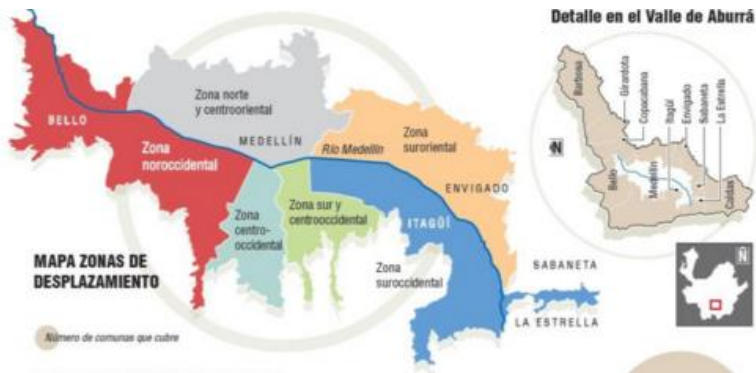 Detalle en el Valle de Aburrá
Zona norte
y centrooriental
BELLO
MEDELLÍN
Río Medellín
Zona
suroriental
Zona
noroccidental
ENVIGADO
Zona
centro-
occidental
Zona sur y
centrooccidental
ITAGÜÍ
Zona
suroccidental
SABANETA
LA ESTRELLA
MAPA ZONAS DE
DESPLAZAMIENTO
Número de comunas que cubre
Barbosa
Girardota
Copacabana
Itagüí
Envigado
Sabaneta
La Estrella
N
Bello
Medellín
Caldas
N